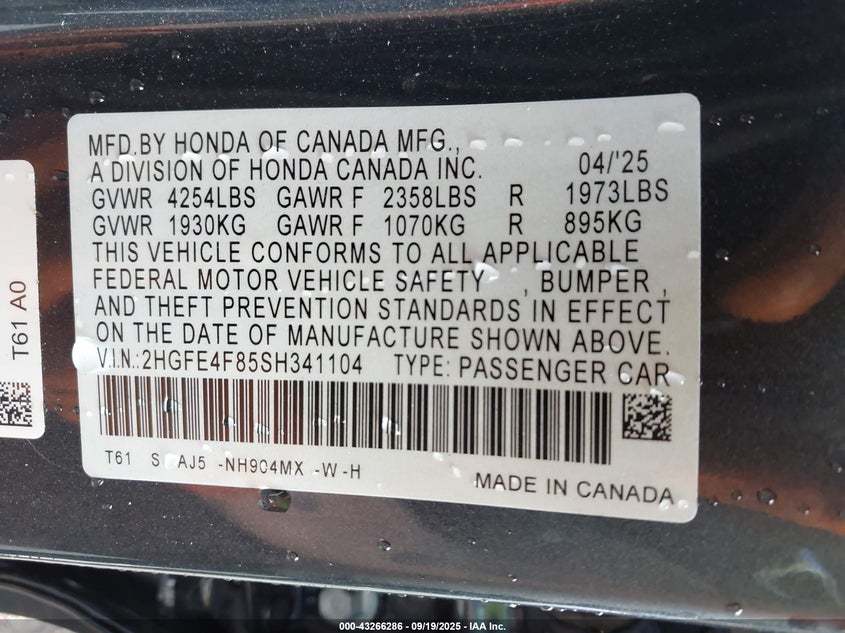 MFD.BY HONDA OF CANADA MFG.,
A DIVISION OF HONDA CANADA INC. 04/'25
GVWR 4254LBS GAWR F 2358LBS R 1973LBS
GVWR 1930KG GAWR F 1070KG R 895KG
THIS VEHICLE CONFORMS TO ALL APPLICABLE
FEDERAL MOTOR VEHICLE SAFETY , BUMPER ,
AND THEFT PREVENTION STANDARDS IN EFFECT
ON THE DATE OF MANUFACTURE SHOWN ABOVE.
V.I.N.:2HGFE4F85SH341104 TYPE: PASSENGER CAR
T61 AJ5 -NH904MX -W-H
MADE IN CANADA
T61 A0
000-43266286 - 09/19/2025 - IAA Inc.